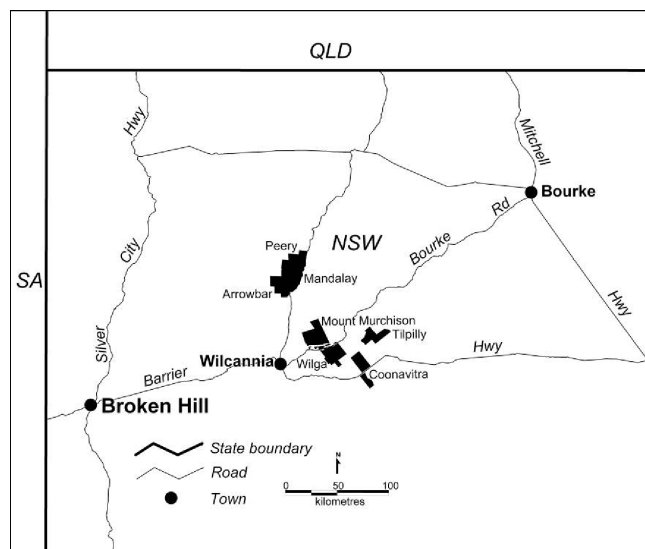 QLD
Hwy
Mitchell
Bourke
Rd
Bourke
NSW
Peery
City
SA
Mandalay
Arrowbar
Hwy
Mount Murchison
Tilpilly
Silver
Hwy
Wilcannia
Wilga
Barrier
Coonavitra
Broken Hill
State boundary
N
Road
0 50 100
Town
kilometres